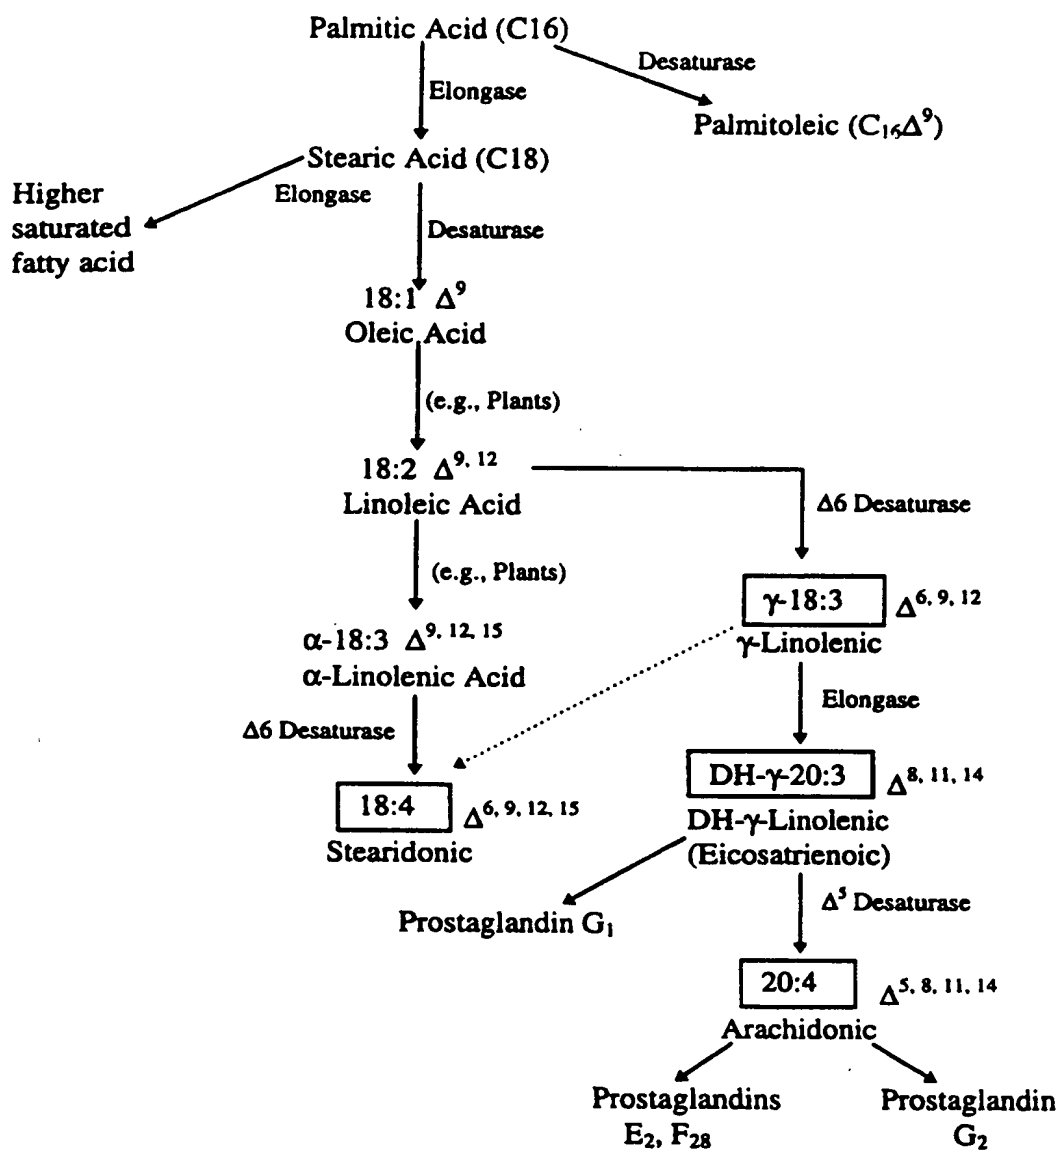 Palmitic Acid (C16)
Desaturase
Elongase
Palmitoleic (C₁₆Δ⁹)
Stearic Acid (C18)
Elongase
Higher
saturated
fatty acid
Desaturase
18:1 Δ⁹
Oleic Acid
(e.g., Plants)
18:2 Δ⁹, ¹²
Linoleic Acid
Δ6 Desaturase
(e.g., Plants)
γ-18:3 Δ⁶, ⁹, ¹²
γ-Linolenic
α-18:3 Δ⁹, ¹², ¹⁵
α-Linolenic Acid
Elongase
Δ6 Desaturase
DH-γ-20:3 Δ⁸, ¹¹, ¹⁴
DH-γ-Linolenic
(Eicosatrienoic)
18:4 Δ⁶, ⁹, ¹², ¹⁵
Stearidonic
Δ⁵ Desaturase
Prostaglandin G₁
20:4 Δ⁵, ⁸, ¹¹, ¹⁴
Arachidonic
Prostaglandins
E₂, F₂₈
Prostaglandin
G₂